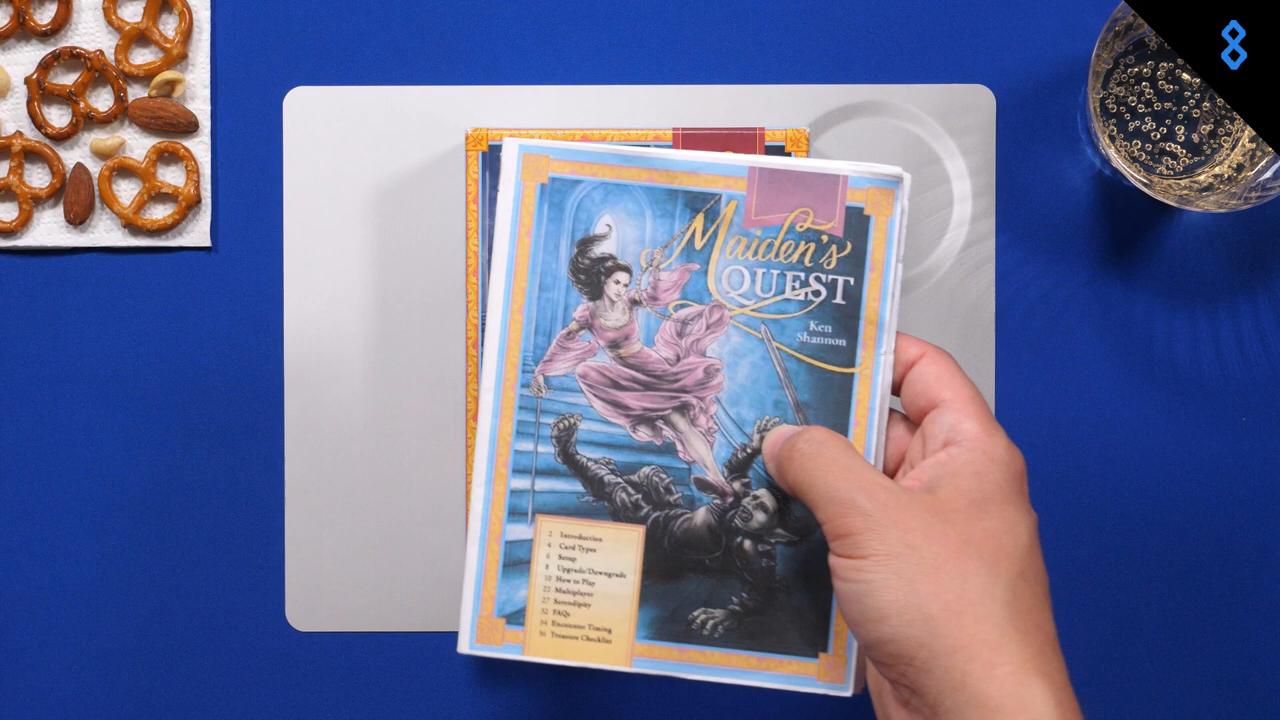 8
Maiden's
QUEST
Ken
Shannon
2 Introduction
4 Card Types
6 Setup
8 Upgrade/Downgrade
10 How to Play
22 Multiplayer
27 Serendipity
32 FAQs
34 Encounter Timing
36 Treasure Checklist